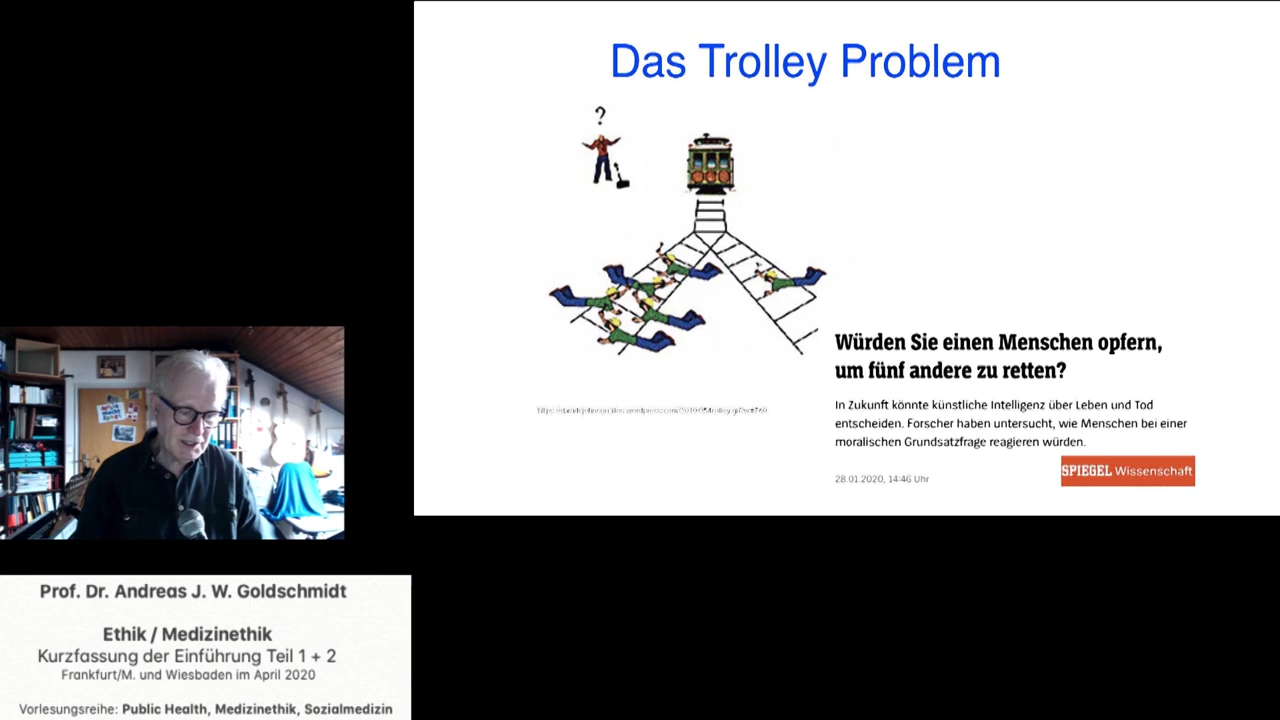 Das Trolley Problem
?
Würden Sie einen Menschen opfern,
um fünf andere zu retten?
In Zukunft könnte künstliche Intelligenz über Leben und Tod
entscheiden. Forscher haben untersucht, wie Menschen bei einer
moralischen Grundsatzfrage reagieren würden.
28.01.2020, 14:46 Uhr
SPIEGEL Wissenschaft
Prof. Dr. Andreas J. W. Goldschmidt
Ethik / Medizinethik
Kurzfassung der Einführung Teil 1 + 2
Frankfurt/M. und Wiesbaden im April 2020
Vorlesungsreihe: Public Health, Medizinethik, Sozialmedizin